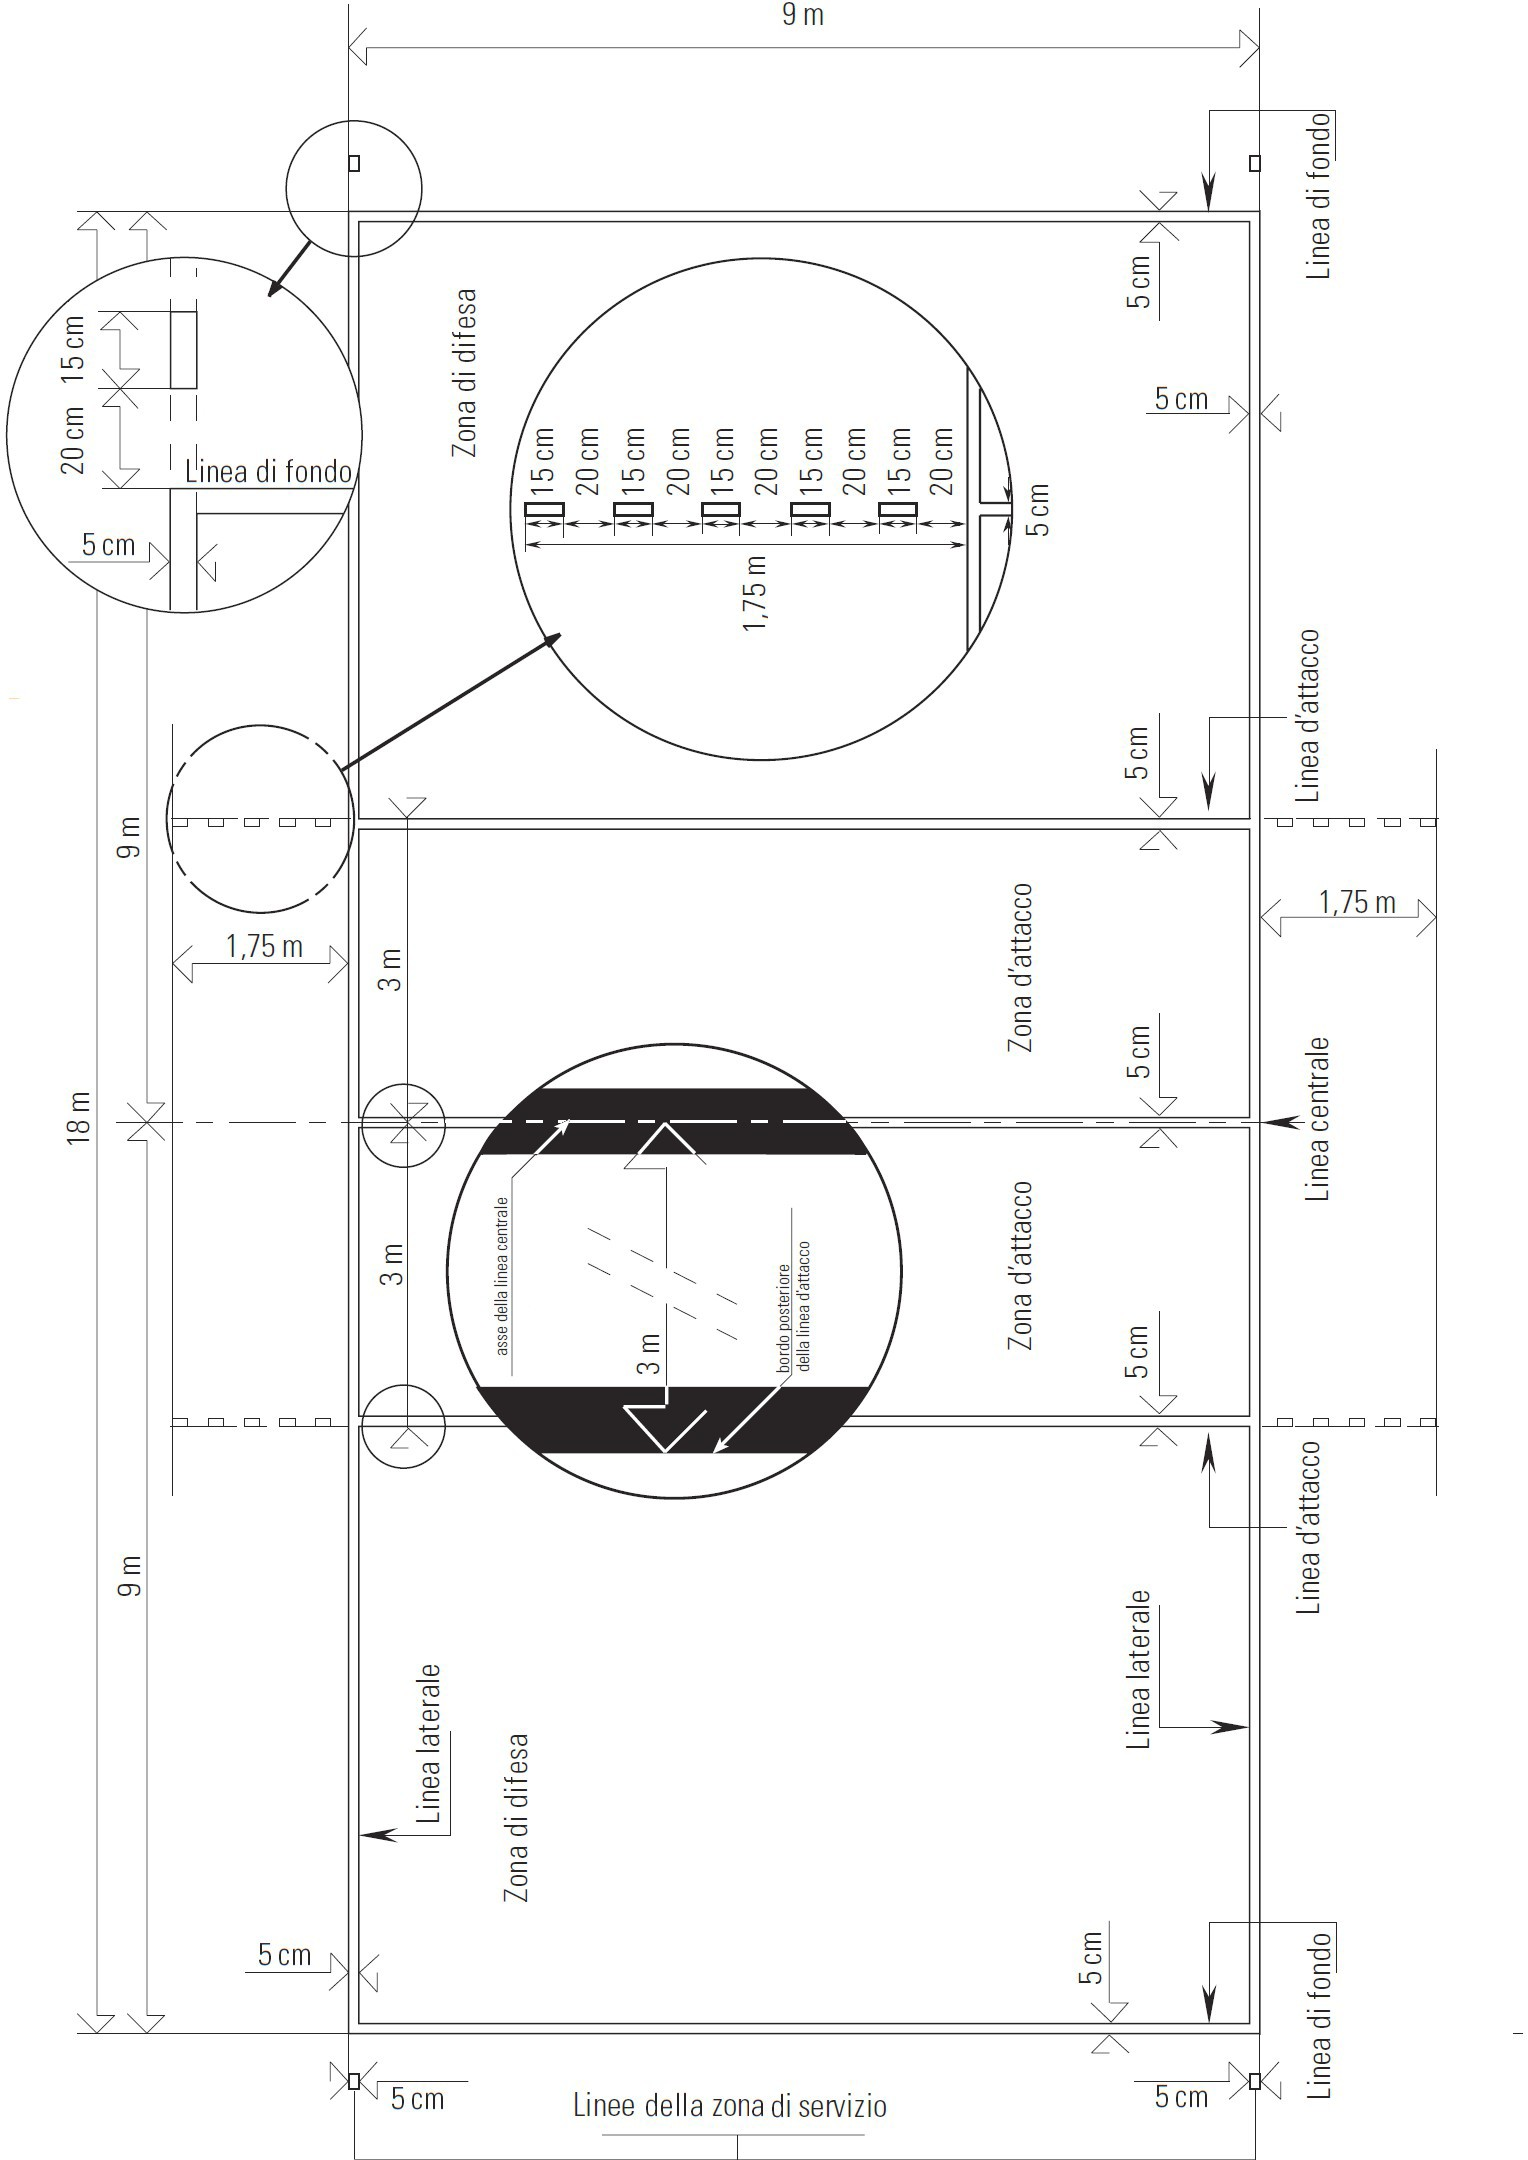 9 m
Linea di fondo
5 cm
15 cm
20 cm
Linea di fondo
5 cm
Zona di difesa
5 cm
15 cm
20 cm
15 cm
20 cm
15 cm
20 cm
15 cm
20 cm
15 cm
20 cm
5 cm
1,75 m
Linea d'attacco
5 cm
9 m
1,75 m
1,75 m
3 m
Zona d'attacco
5 cm
Linea centrale
18 m
asse della linea centrale
3 m
3 m
bordo posteriore
della linea d'attacco
Zona d'attacco
5 cm
Linea d'attacco
9 m
Linea laterale
Linea laterale
Zona di difesa
5 cm
5 cm
Linea di fondo
5 cm
5 cm
Linee della zona di servizio